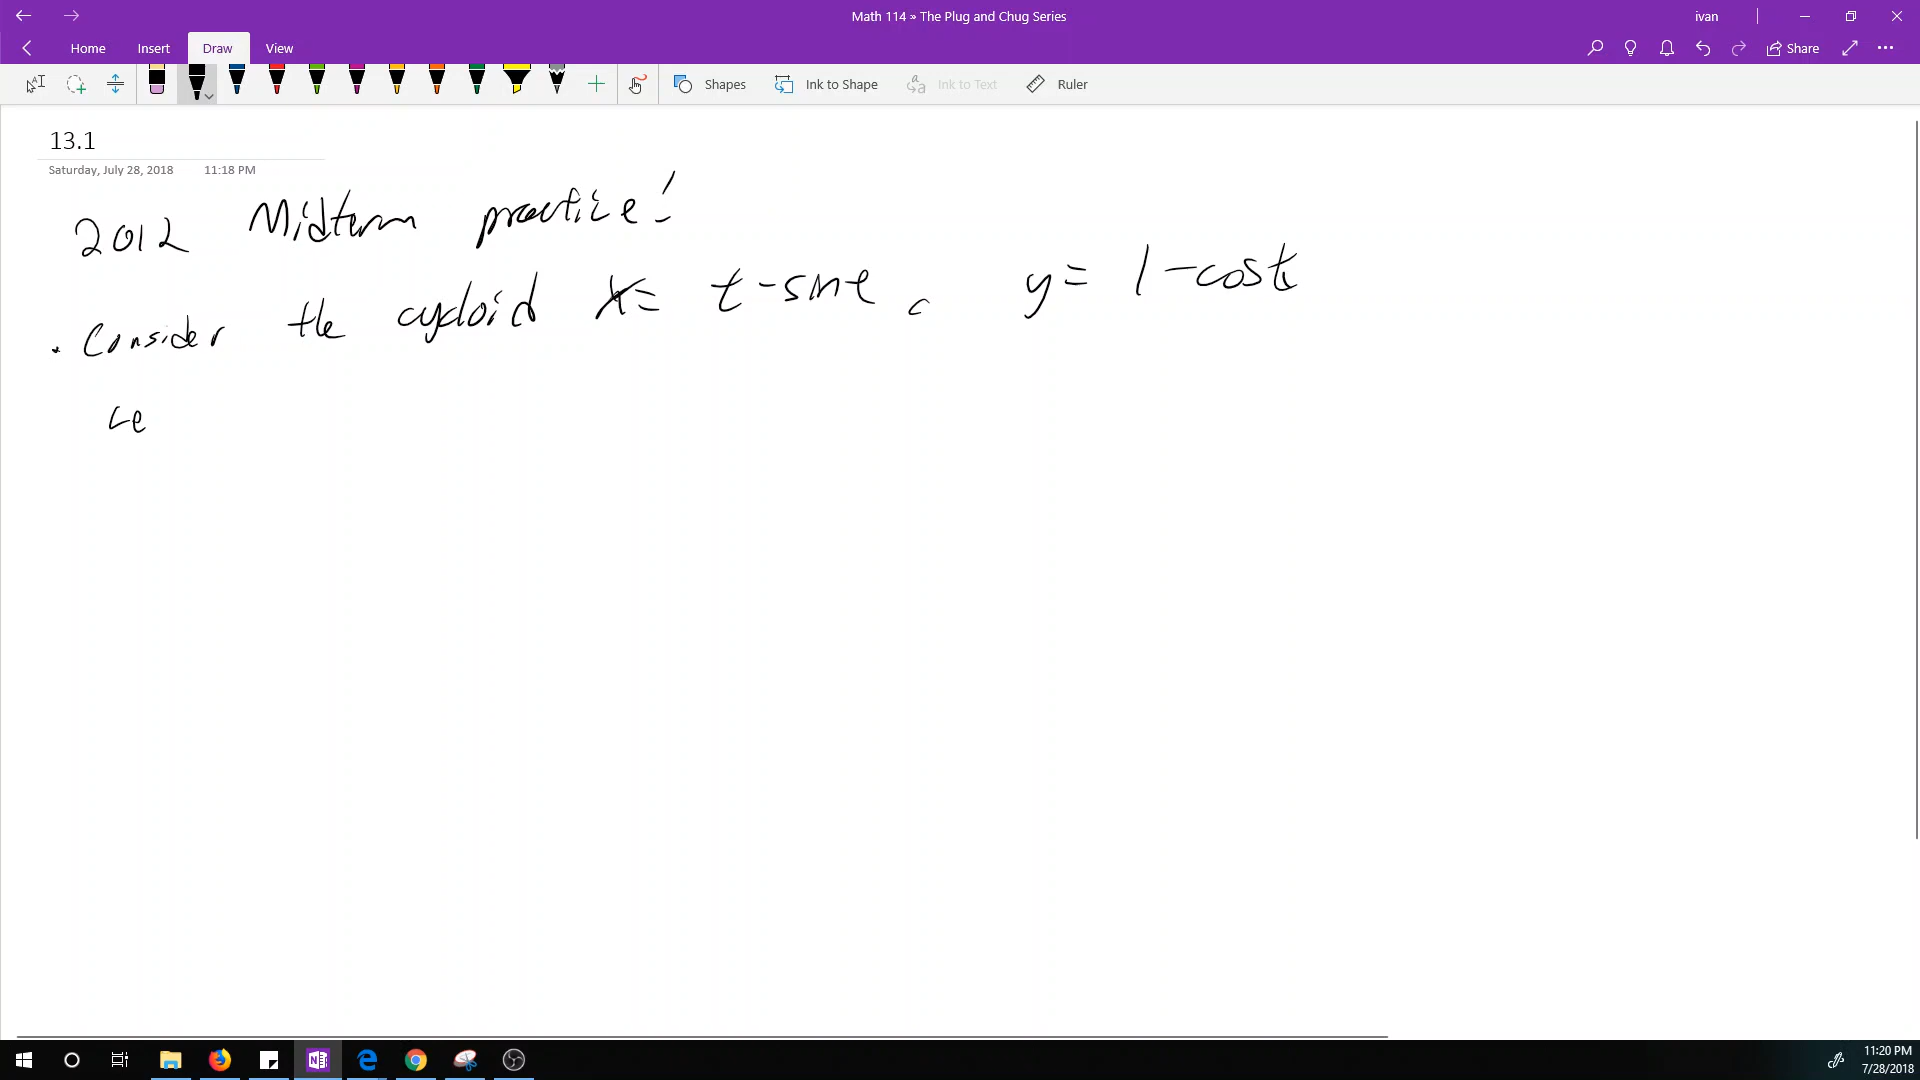 Math 114 » The Plug and Chug Series
ivan
Home Insert Draw View
Share
Shapes Ink to Shape Ink to Text Ruler
13.1
Saturday, July 28, 2018 11:18 PM
2012 Midterm practice!
• Consider the cycloid x = t - sint, y = 1 - cost
Le
11:20 PM
7/28/2018